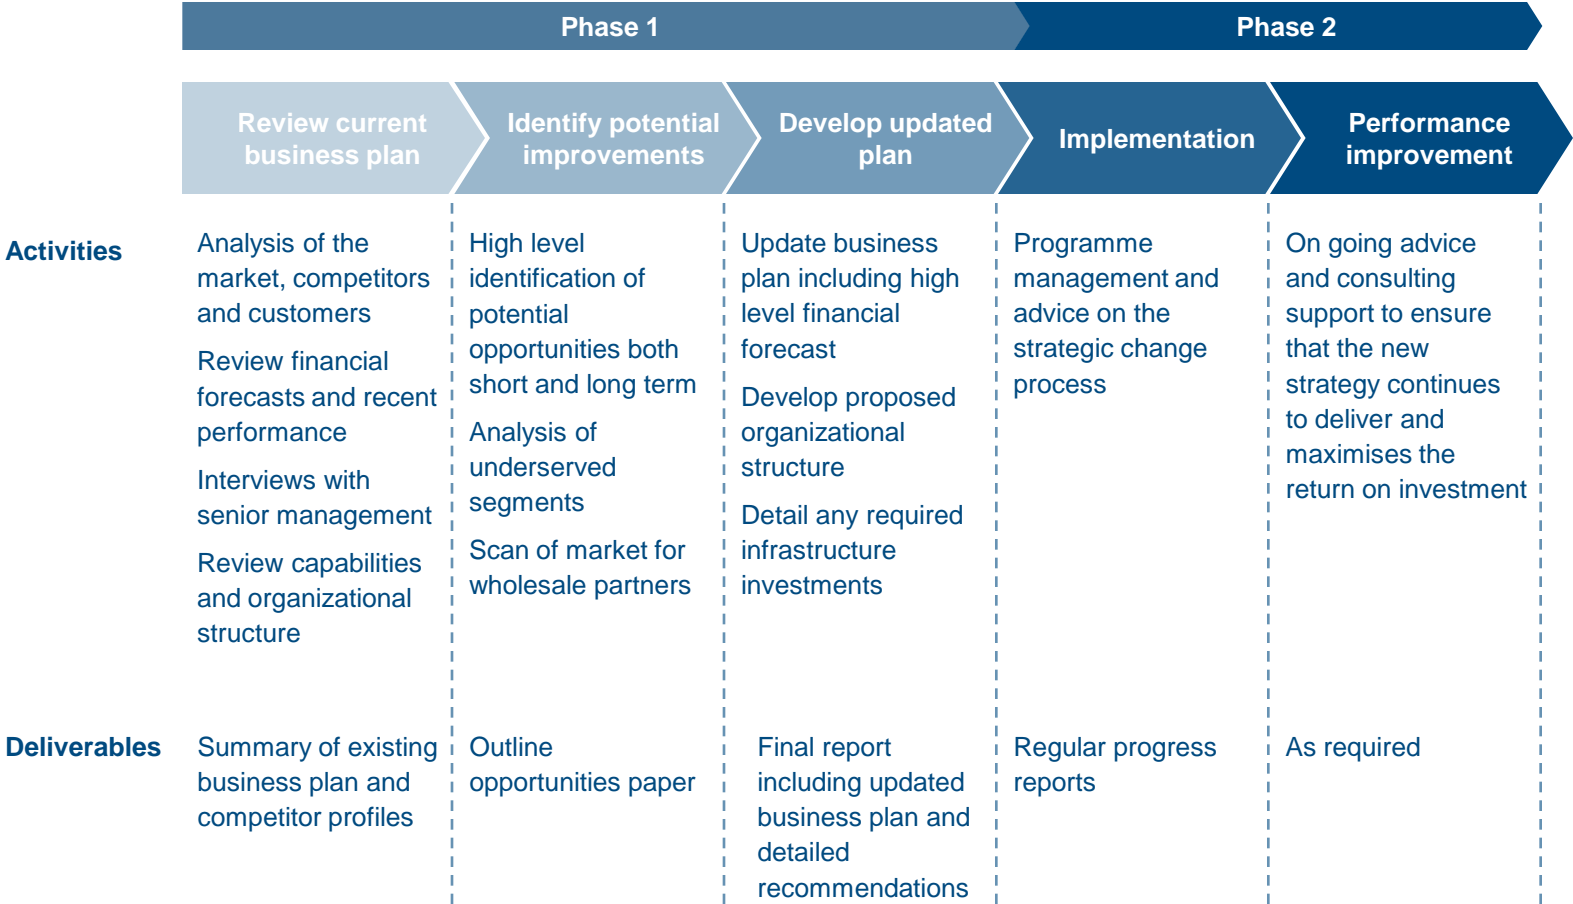 Phase 1
Phase 2
Review current
business plan
Identify potential
improvements
Develop updated
plan
Implementation
Performance
improvement
Activities
Analysis of the
market, competitors
and customers
Review financial
forecasts and recent
performance
Interviews with
senior management
Review capabilities
and organizational
structure
High level
identification of
potential
opportunities both
short and long term
Analysis of
underserved
segments
Scan of market for
wholesale partners
Update business
plan including high
level financial
forecast
Develop proposed
organizational
structure
Detail any required
infrastructure
investments
Programme
management and
advice on the
strategic change
process
On going advice
and consulting
support to ensure
that the new
strategy continues
to deliver and
maximises the
return on investment
Deliverables
Summary of existing
business plan and
competitor profiles
Outline
opportunities paper
Final report
including updated
business plan and
detailed
recommendations
Regular progress
reports
As required